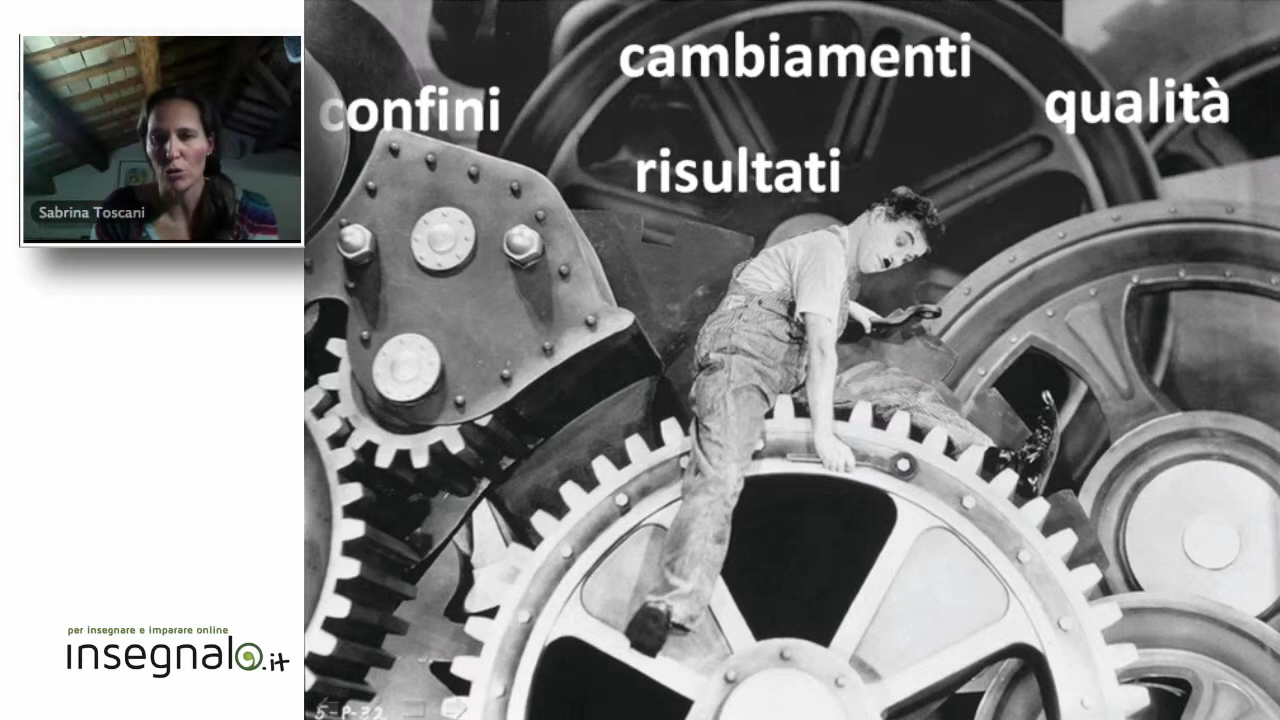 cambiamenti
confini
qualità
risultati
Sabrina Toscani
per insegnare e imparare online
insegnalo.it
5-P-32